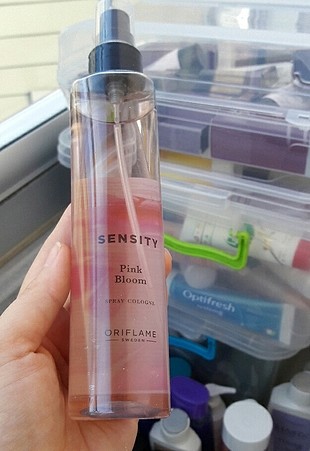 SENSITY
Pink
Bloom
SPRAY COLOGNE
ORIFLAME
SWEDEN
Optifresh